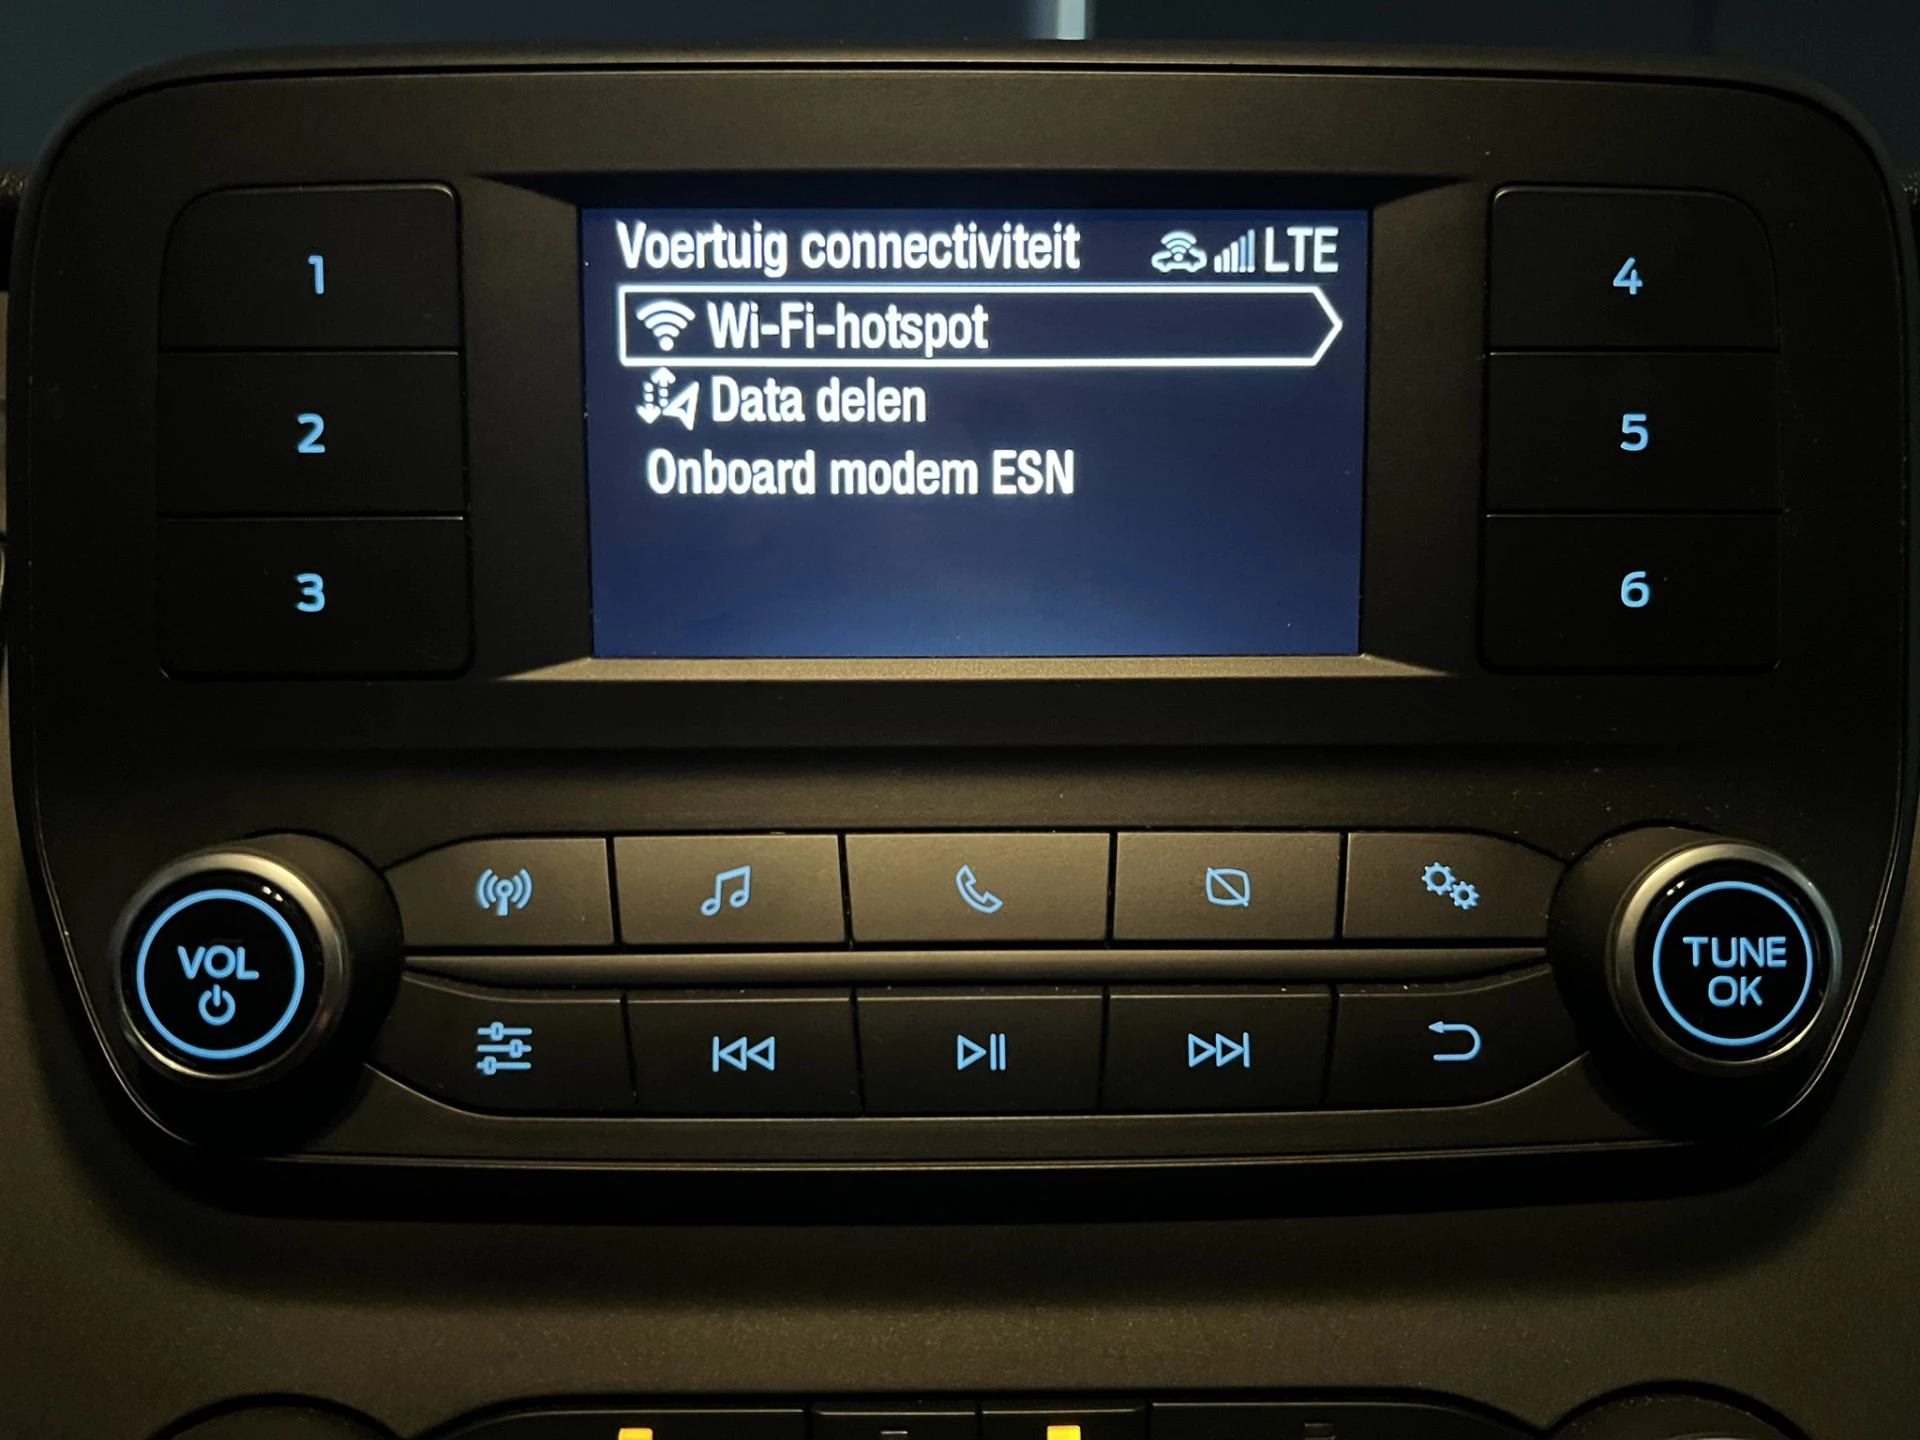 Voertuig connectiviteit LTE
Wi-Fi-hotspot
Data delen
Onboard modem ESN
1
2
3
4
5
6
VOL
TUNE
OK